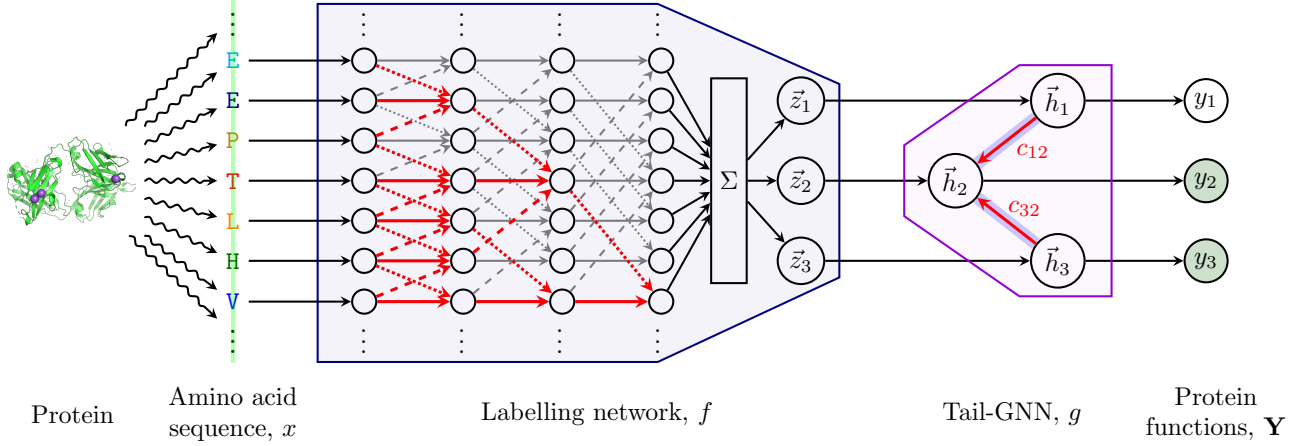 E
E
P
T
L
H
V
Σ
z⃗₁
z⃗₂
z⃗₃
h⃗₁
h⃗₂
h⃗₃
c₁₂
c₃₂
y₁
y₂
y₃
Protein
Amino acid
sequence, x
Labelling network, f
Tail-GNN, g
Protein
functions, Y